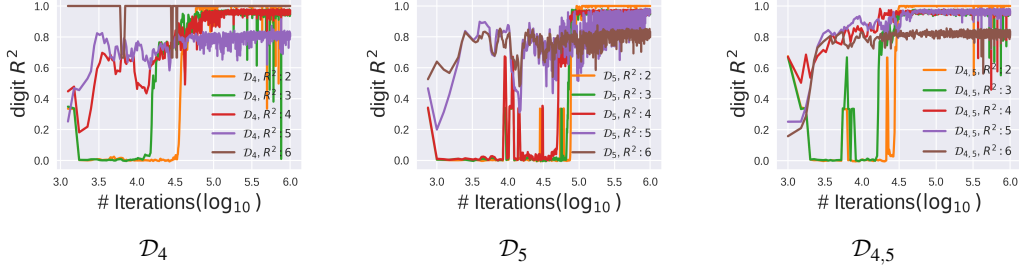 digit R²
1.0
0.8
0.6
0.4
0.2
0.0
𝒟₄, R² : 2
𝒟₄, R² : 3
𝒟₄, R² : 4
𝒟₄, R² : 5
𝒟₄, R² : 6
3.0 3.5 4.0 4.5 5.0 5.5 6.0
# Iterations(log₁₀)
𝒟₄
digit R²
1.0
0.8
0.6
0.4
0.2
0.0
𝒟₅, R² : 2
𝒟₅, R² : 3
𝒟₅, R² : 4
𝒟₅, R² : 5
𝒟₅, R² : 6
3.0 3.5 4.0 4.5 5.0 5.5 6.0
# Iterations(log₁₀)
𝒟₅
digit R²
1.0
0.8
0.6
0.4
0.2
0.0
𝒟₄,₅, R² : 2
𝒟₄,₅, R² : 3
𝒟₄,₅, R² : 4
𝒟₄,₅, R² : 5
𝒟₄,₅, R² : 6
3.0 3.5 4.0 4.5 5.0 5.5 6.0
# Iterations(log₁₀)
𝒟₄,₅